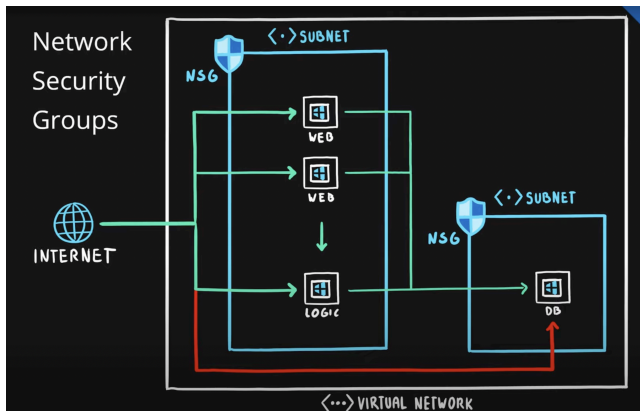 Network
Security
Groups
<·> SUBNET
NSG
WEB
WEB
<·> SUBNET
NSG
INTERNET
LOGIC
DB
<···> VIRTUAL NETWORK